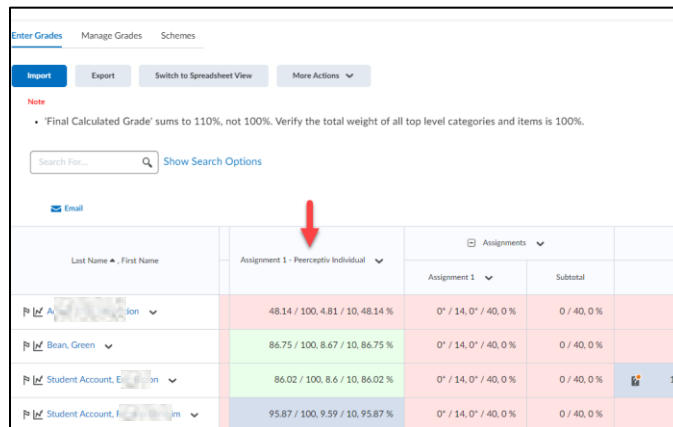 Enter Grades Manage Grades Schemes
Import Export Switch to Spreadsheet View More Actions
Note
• 'Final Calculated Grade' sums to 110%, not 100%. Verify the total weight of all top level categories and items is 100%.
Search For... Show Search Options
Email
Last Name ▲ , First Name Assignment 1 - Peerceptiv Individual Assignments
Assignment 1 Subtotal
48.14 / 100, 4.81 / 10, 48.14 % 0* / 14, 0* / 40, 0 % 0 / 40, 0 %
Bean, Green 86.75 / 100, 8.67 / 10, 86.75 % 0* / 14, 0* / 40, 0 % 0 / 40, 0 %
Student Account, 86.02 / 100, 8.6 / 10, 86.02 % 0* / 14, 0* / 40, 0 % 0 / 40, 0 % 1
Student Account, 95.87 / 100, 9.59 / 10, 95.87 % 0* / 14, 0* / 40, 0 % 0 / 40, 0 %